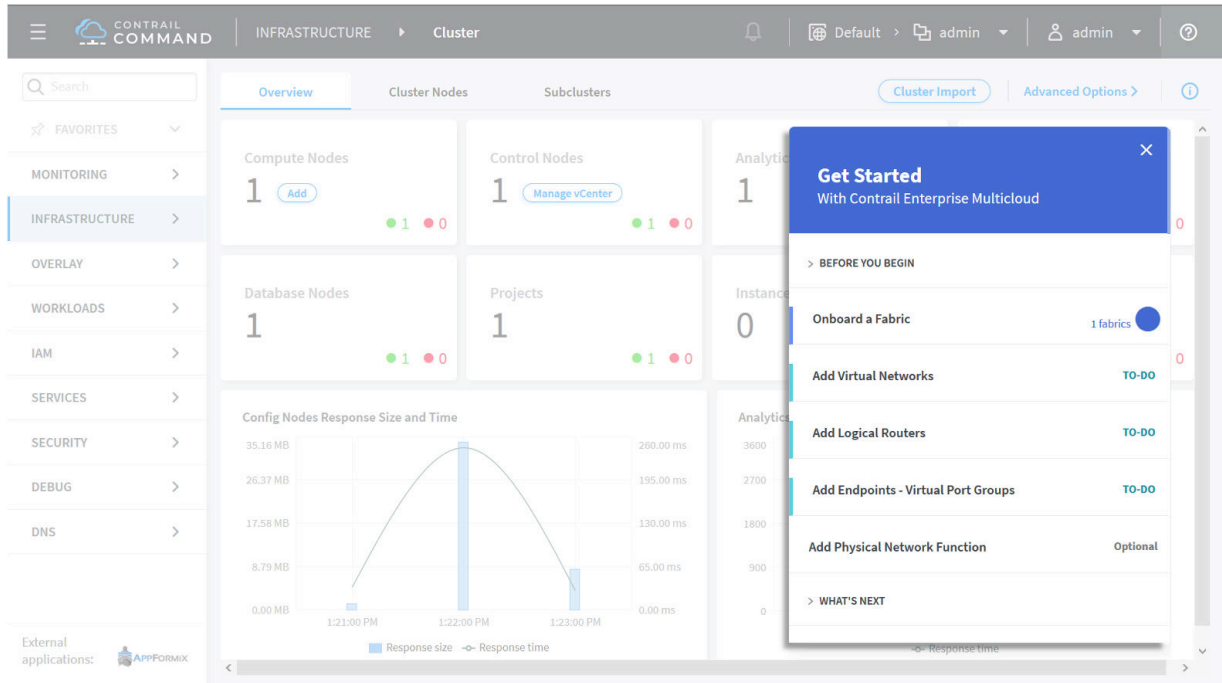 CONTRAIL
COMMAND
INFRASTRUCTURE
Cluster
Default > admin
admin
Search
FAVORITES
MONITORING
INFRASTRUCTURE
OVERLAY
WORKLOADS
IAM
SERVICES
SECURITY
DEBUG
DNS
External
applications:
APPFORMIX
Overview
Cluster Nodes
Subclusters
Cluster Import
Advanced Options >
Compute Nodes
1 Add
1 0
Control Nodes
1 Manage vCenter
1 0
Analytic
1
0
Database Nodes
1
1 0
Projects
1
1 0
Instance
0
0
Config Nodes Response Size and Time
35.16 MB
26.37 MB
17.58 MB
8.79 MB
0.00 MB
260.00 ms
195.00 ms
130.00 ms
65.00 ms
0.00 ms
1:21:00 PM 1:22:00 PM 1:23:00 PM
Response size Response time
Analytics
3600
2700
1800
900
0
Response time
Get Started
With Contrail Enterprise Multicloud
> BEFORE YOU BEGIN
Onboard a Fabric 1 fabrics
Add Virtual Networks TO-DO
Add Logical Routers TO-DO
Add Endpoints - Virtual Port Groups TO-DO
Add Physical Network Function Optional
> WHAT'S NEXT